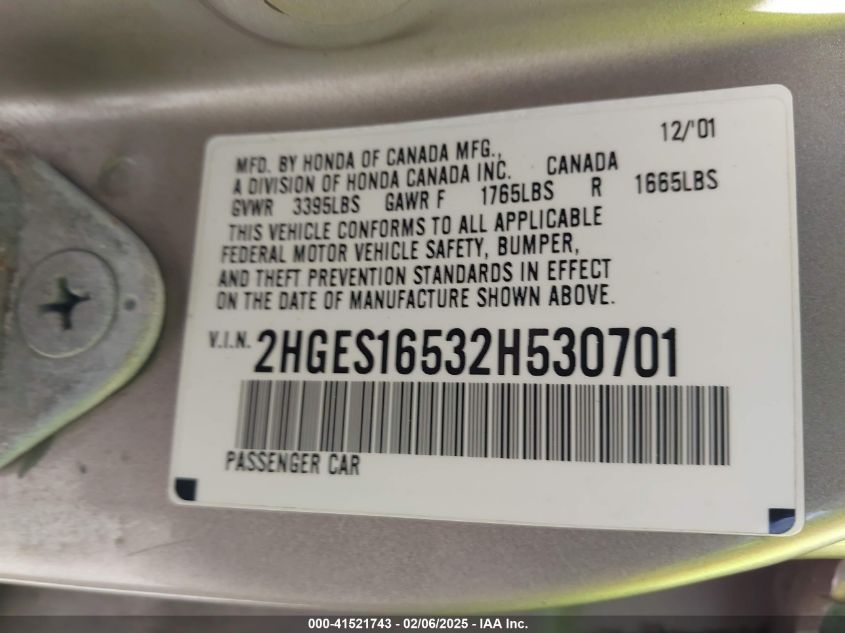 12/'01
MFD. BY HONDA OF CANADA MFG.,
A DIVISION OF HONDA CANADA INC. CANADA
GVWR 3395LBS GAWR F 1765LBS R 1665LBS
THIS VEHICLE CONFORMS TO ALL APPLICABLE
FEDERAL MOTOR VEHICLE SAFETY, BUMPER,
AND THEFT PREVENTION STANDARDS IN EFFECT
ON THE DATE OF MANUFACTURE SHOWN ABOVE.
V.I.N. 2HGES16532H530701
PASSENGER CAR
000-41521743 - 02/06/2025 - IAA Inc.